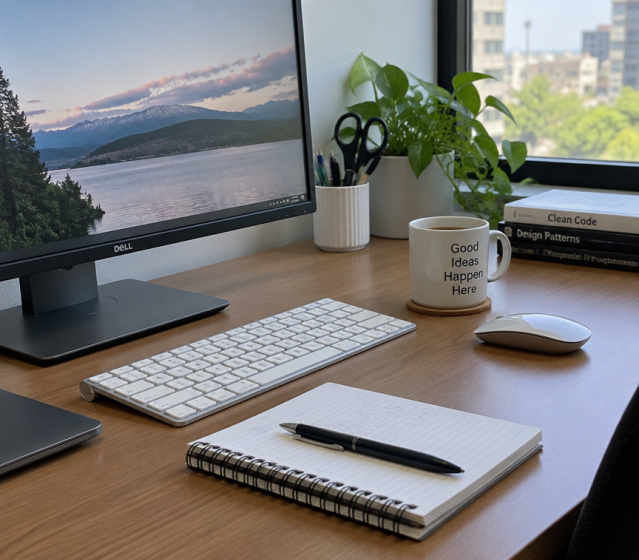 DELL
Good
Ideas
Happen
Here
Clean Code
Design Patterns